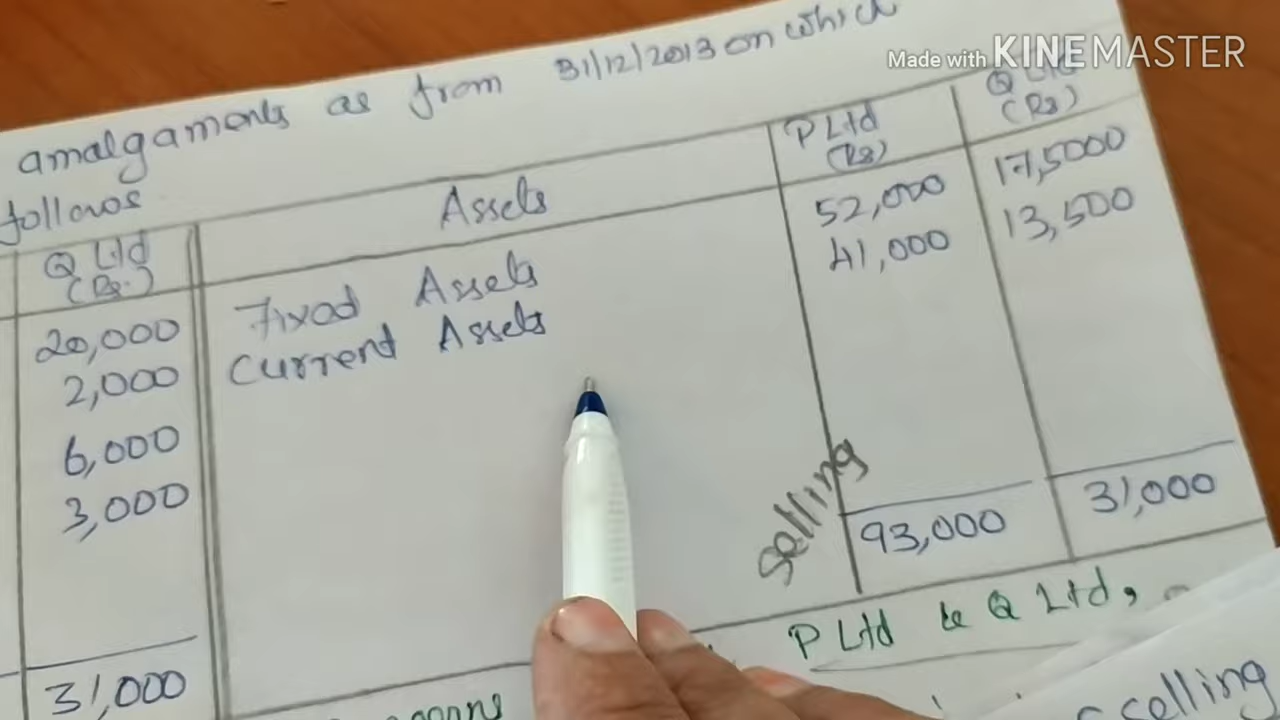 Made with KINEMASTER
amalgaments as from 31/12/2013 on which
follows
Q Ltd (Rs.) Assets P Ltd (Rs) Q Ltd (Rs)
20,000 Fixed Assets 52,000 17,5000
2,000 Current Assets 41,000 13,500
6,000
3,000
selling
31,000 93,000 31,000
P Ltd & Q Ltd,
selling